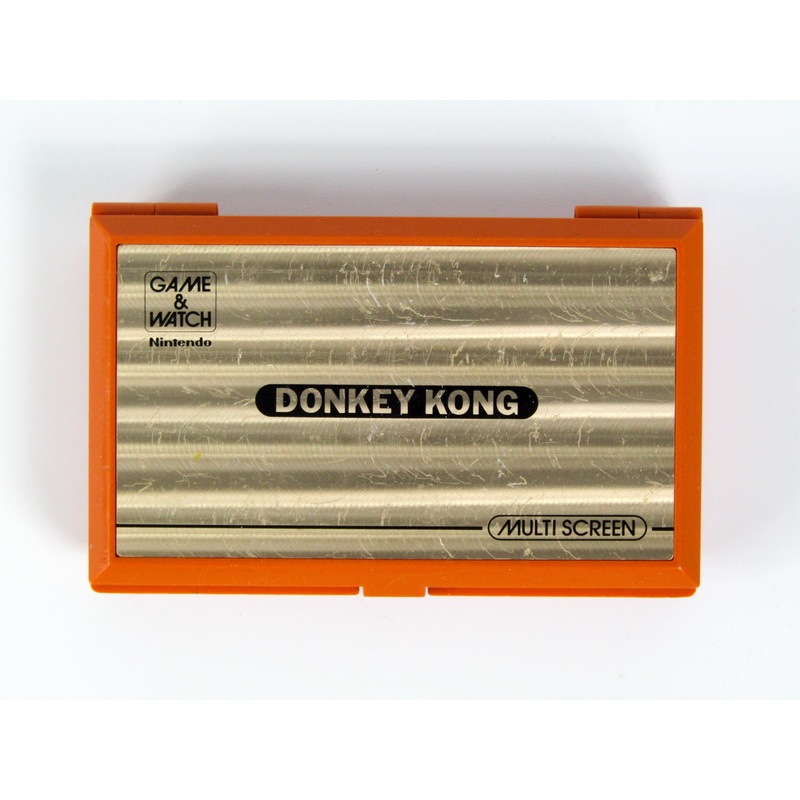 GAME
&
WATCH
Nintendo
DONKEY KONG
MULTI SCREEN